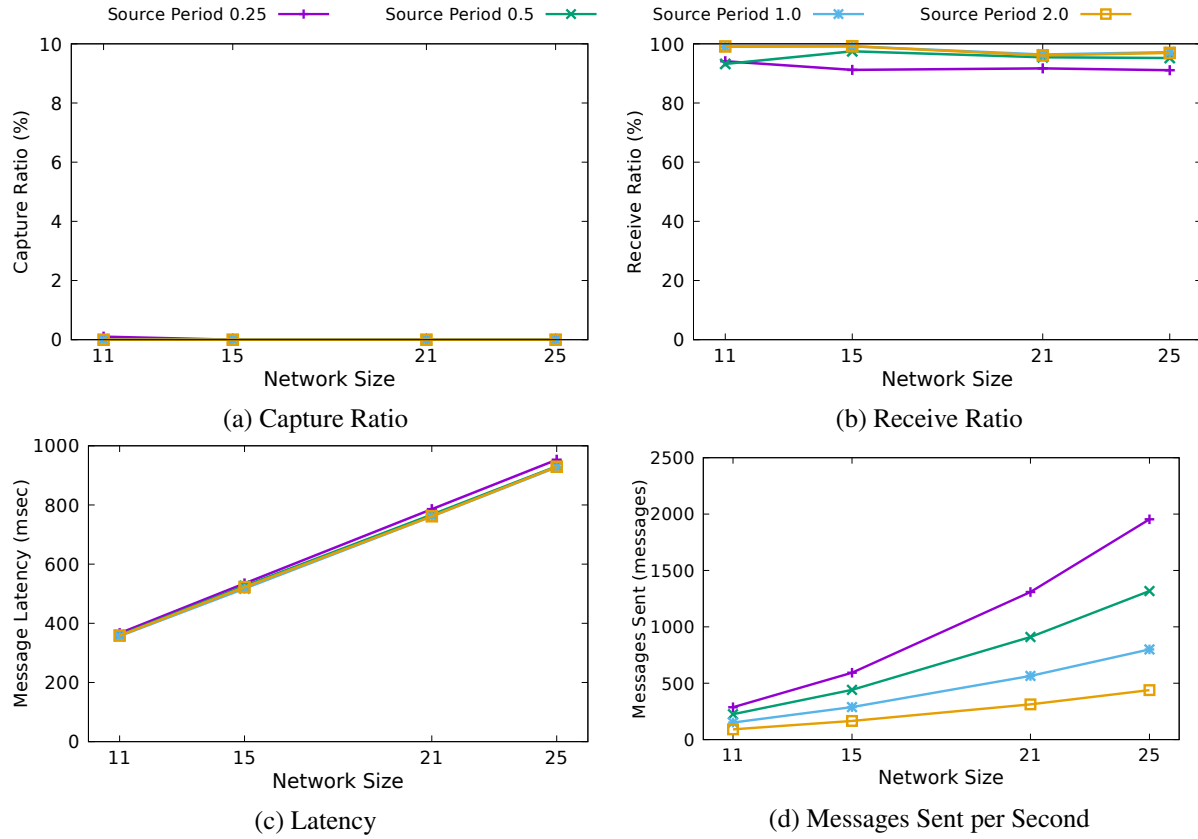 Source Period 0.25 Source Period 0.5 Source Period 1.0 Source Period 2.0
Capture Ratio (%)
10
8
6
4
2
0
11 15 21 25
Network Size
(a) Capture Ratio
Receive Ratio (%)
100
80
60
40
20
0
11 15 21 25
Network Size
(b) Receive Ratio
Message Latency (msec)
1000
800
600
400
200
0
11 15 21 25
Network Size
(c) Latency
Messages Sent (messages)
2500
2000
1500
1000
500
0
11 15 21 25
Network Size
(d) Messages Sent per Second